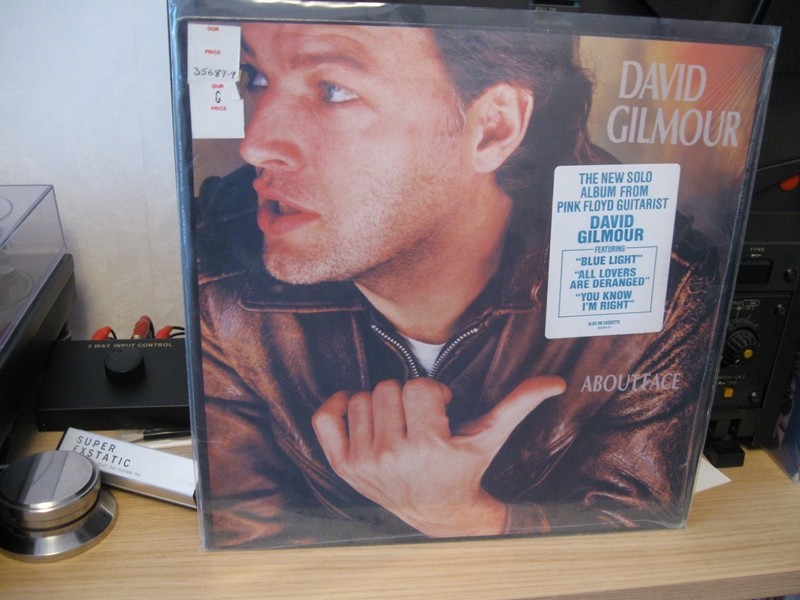 OUR
PRICE
35687-9
OUR
G
PRICE
DAVID
GILMOUR
THE NEW SOLO
ALBUM FROM
PINK FLOYD GUITARIST
DAVID
GILMOUR
FEATURING
"BLUE LIGHT"
"ALL LOVERS
ARE DERANGED"
"YOU KNOW
I'M RIGHT"
ALSO ON CASSETTE
ABOUT FACE
3 WAY INPUT CONTROL
SUPER
EXSTATIC